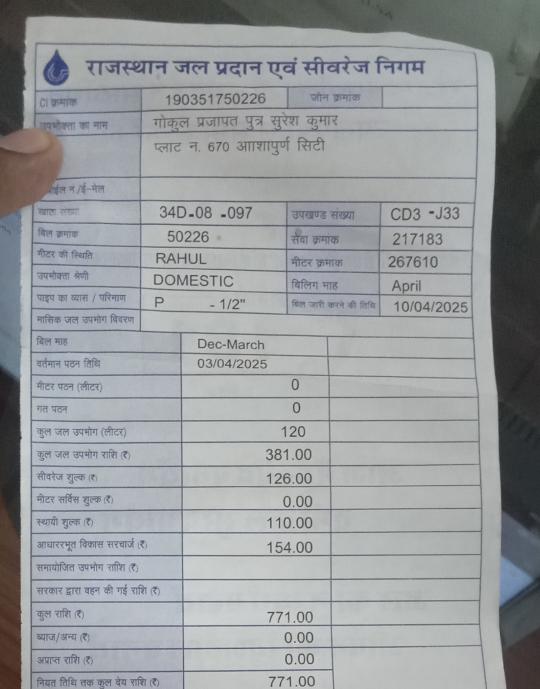 राजस्थान जल प्रदान एवं सीवरेज निगम
CI क्रमांक 190351750226 जोन क्रमांक
उपभोक्ता का नाम गोकुल प्रजापत पुत्र सुरेश कुमार
प्लाट न. 670 आाशापुर्ण सिटी
ईल न./ई-मेल
खाता संख्या 34D-08 -097 उपखण्ड संख्या CD3 -J33
बिल क्रमांक 50226 सेवा क्रमांक 217183
मीटर की स्थिति RAHUL मीटर क्रमांक 267610
उपभोक्ता श्रेणी DOMESTIC बिलिंग माह April
पाइप का व्यास / परिमाण P - 1/2" बिल जारी करने की तिथि 10/04/2025
मासिक जल उपभोग विवरण
बिल माह Dec-March
वर्तमान पठन तिथि 03/04/2025
मीटर पठन (लीटर) 0
गत पठन 0
कुल जल उपभोग (लीटर) 120
कुल जल उपभोग राशि (₹) 381.00
सीवरेज शुल्क (₹) 126.00
मीटर सर्विस शुल्क (₹) 0.00
स्थायी शुल्क (₹) 110.00
आधाररभूत विकास सरचार्ज (₹) 154.00
समायोजित उपभोग राशि (₹)
सरकार द्वारा वहन की गई राशि (₹)
कुल राशि (₹) 771.00
ब्याज/अन्य (₹) 0.00
अप्राप्त राशि (₹) 0.00
नियत तिथि तक कुल देय राशि (₹) 771.00